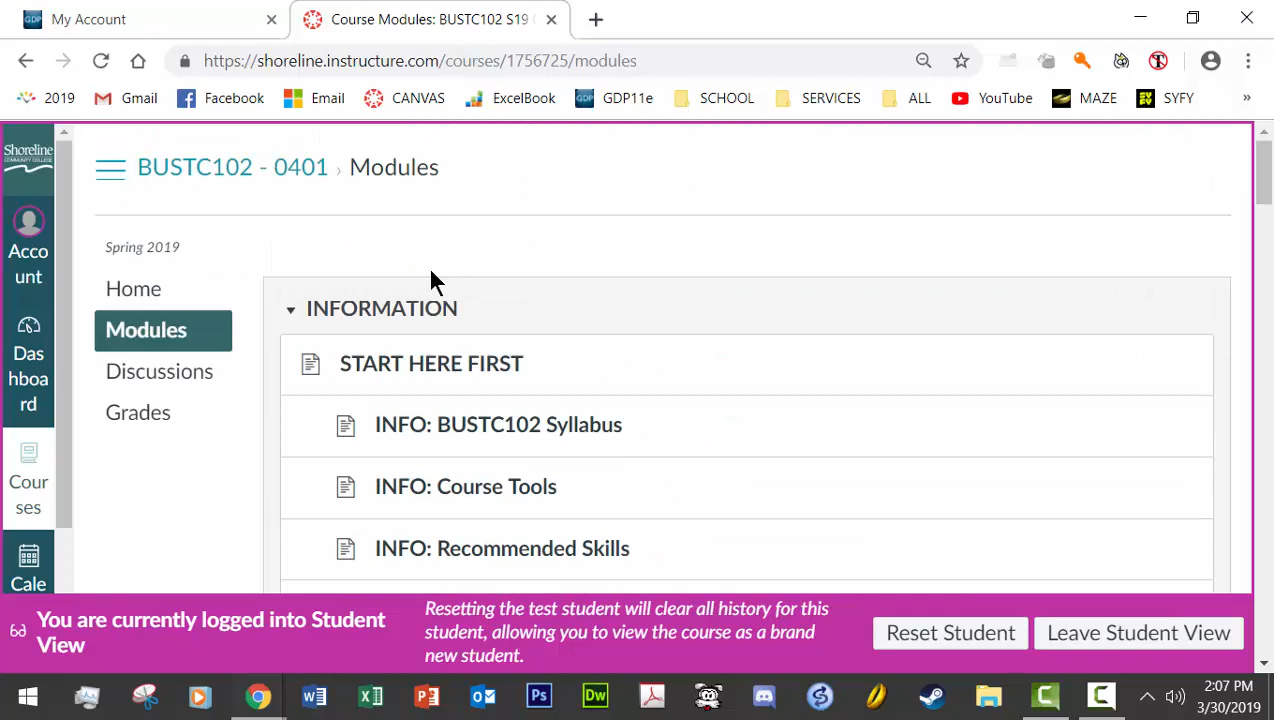 My Account
Course Modules: BUSTC102 S19
https://shoreline.instructure.com/courses/1756725/modules
2019 Gmail Facebook Email CANVAS ExcelBook GDP11e SCHOOL SERVICES ALL YouTube MAZE SYFY »
Shoreline
COMMUNITY COLLEGE
BUSTC102 - 0401 › Modules
Spring 2019
Acco
unt
Das
hboa
rd
Cour
ses
Cale
Home
Modules
Discussions
Grades
INFORMATION
START HERE FIRST
INFO: BUSTC102 Syllabus
INFO: Course Tools
INFO: Recommended Skills
You are currently logged into Student
View
Resetting the test student will clear all history for this
student, allowing you to view the course as a brand
new student.
Reset Student
Leave Student View
2:07 PM
3/30/2019